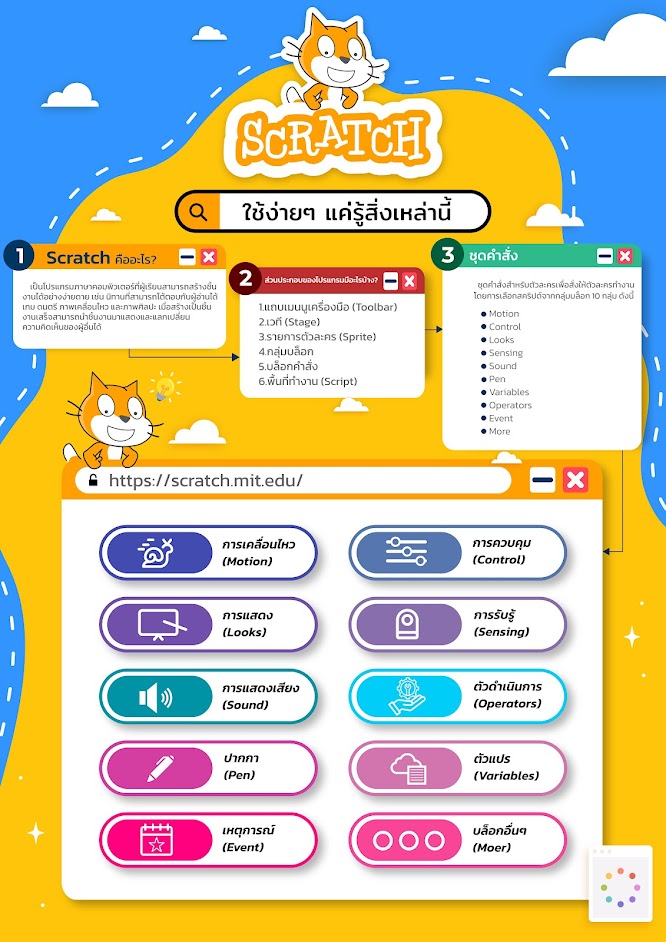 SCRATCH
ใช้ง่ายๆ แค่รู้สิ่งเหล่านี้
1 Scratch คืออะไร?
เป็นโปรแกรมภาษาคอมพิวเตอร์ที่ผู้เรียนสามารถสร้างชิ้น
งานได้อย่างง่ายดาย เช่น นิทานที่สามารถโต้ตอบกับผู้อ่านได้
เกม ดนตรี ภาพเคลื่อนไหว และภาพศิลปะ เมื่อสร้างเป็นชิ้น
งานเสร็จสามารถนำชิ้นงานมาแสดงและแลกเปลี่ยน
ความคิดเห็นของผู้อื่นได้
2 ส่วนประกอบของโปรแกรมมีอะไรบ้าง?
1.แถบเมนูเครื่องมือ (Toolbar)
2.เวที (Stage)
3.รายการตัวละคร (Sprite)
4.กลุ่มบล็อก
5.บล็อกคำสั่ง
6.พื้นที่ทำงาน (Script)
3 ชุดคำสั่ง
ชุดคำสั่งสำหรับตัวละครเพื่อสั่งให้ตัวละครทำงาน
โดยการเลือกสคริปต์จากกลุ่มบล็อก 10 กลุ่ม ดังนี้
Motion
Control
Looks
Sensing
Sound
Pen
Variables
Operators
Event
More
https://scratch.mit.edu/
การเคลื่อนไหว
(Motion)
การควบคุม
(Control)
การแสดง
(Looks)
การรับรู้
(Sensing)
การแสดงเสียง
(Sound)
ตัวดำเนินการ
(Operators)
ปากกา
(Pen)
ตัวแปร
(Variables)
เหตุการณ์
(Event)
บล็อกอื่นๆ
(Moer)